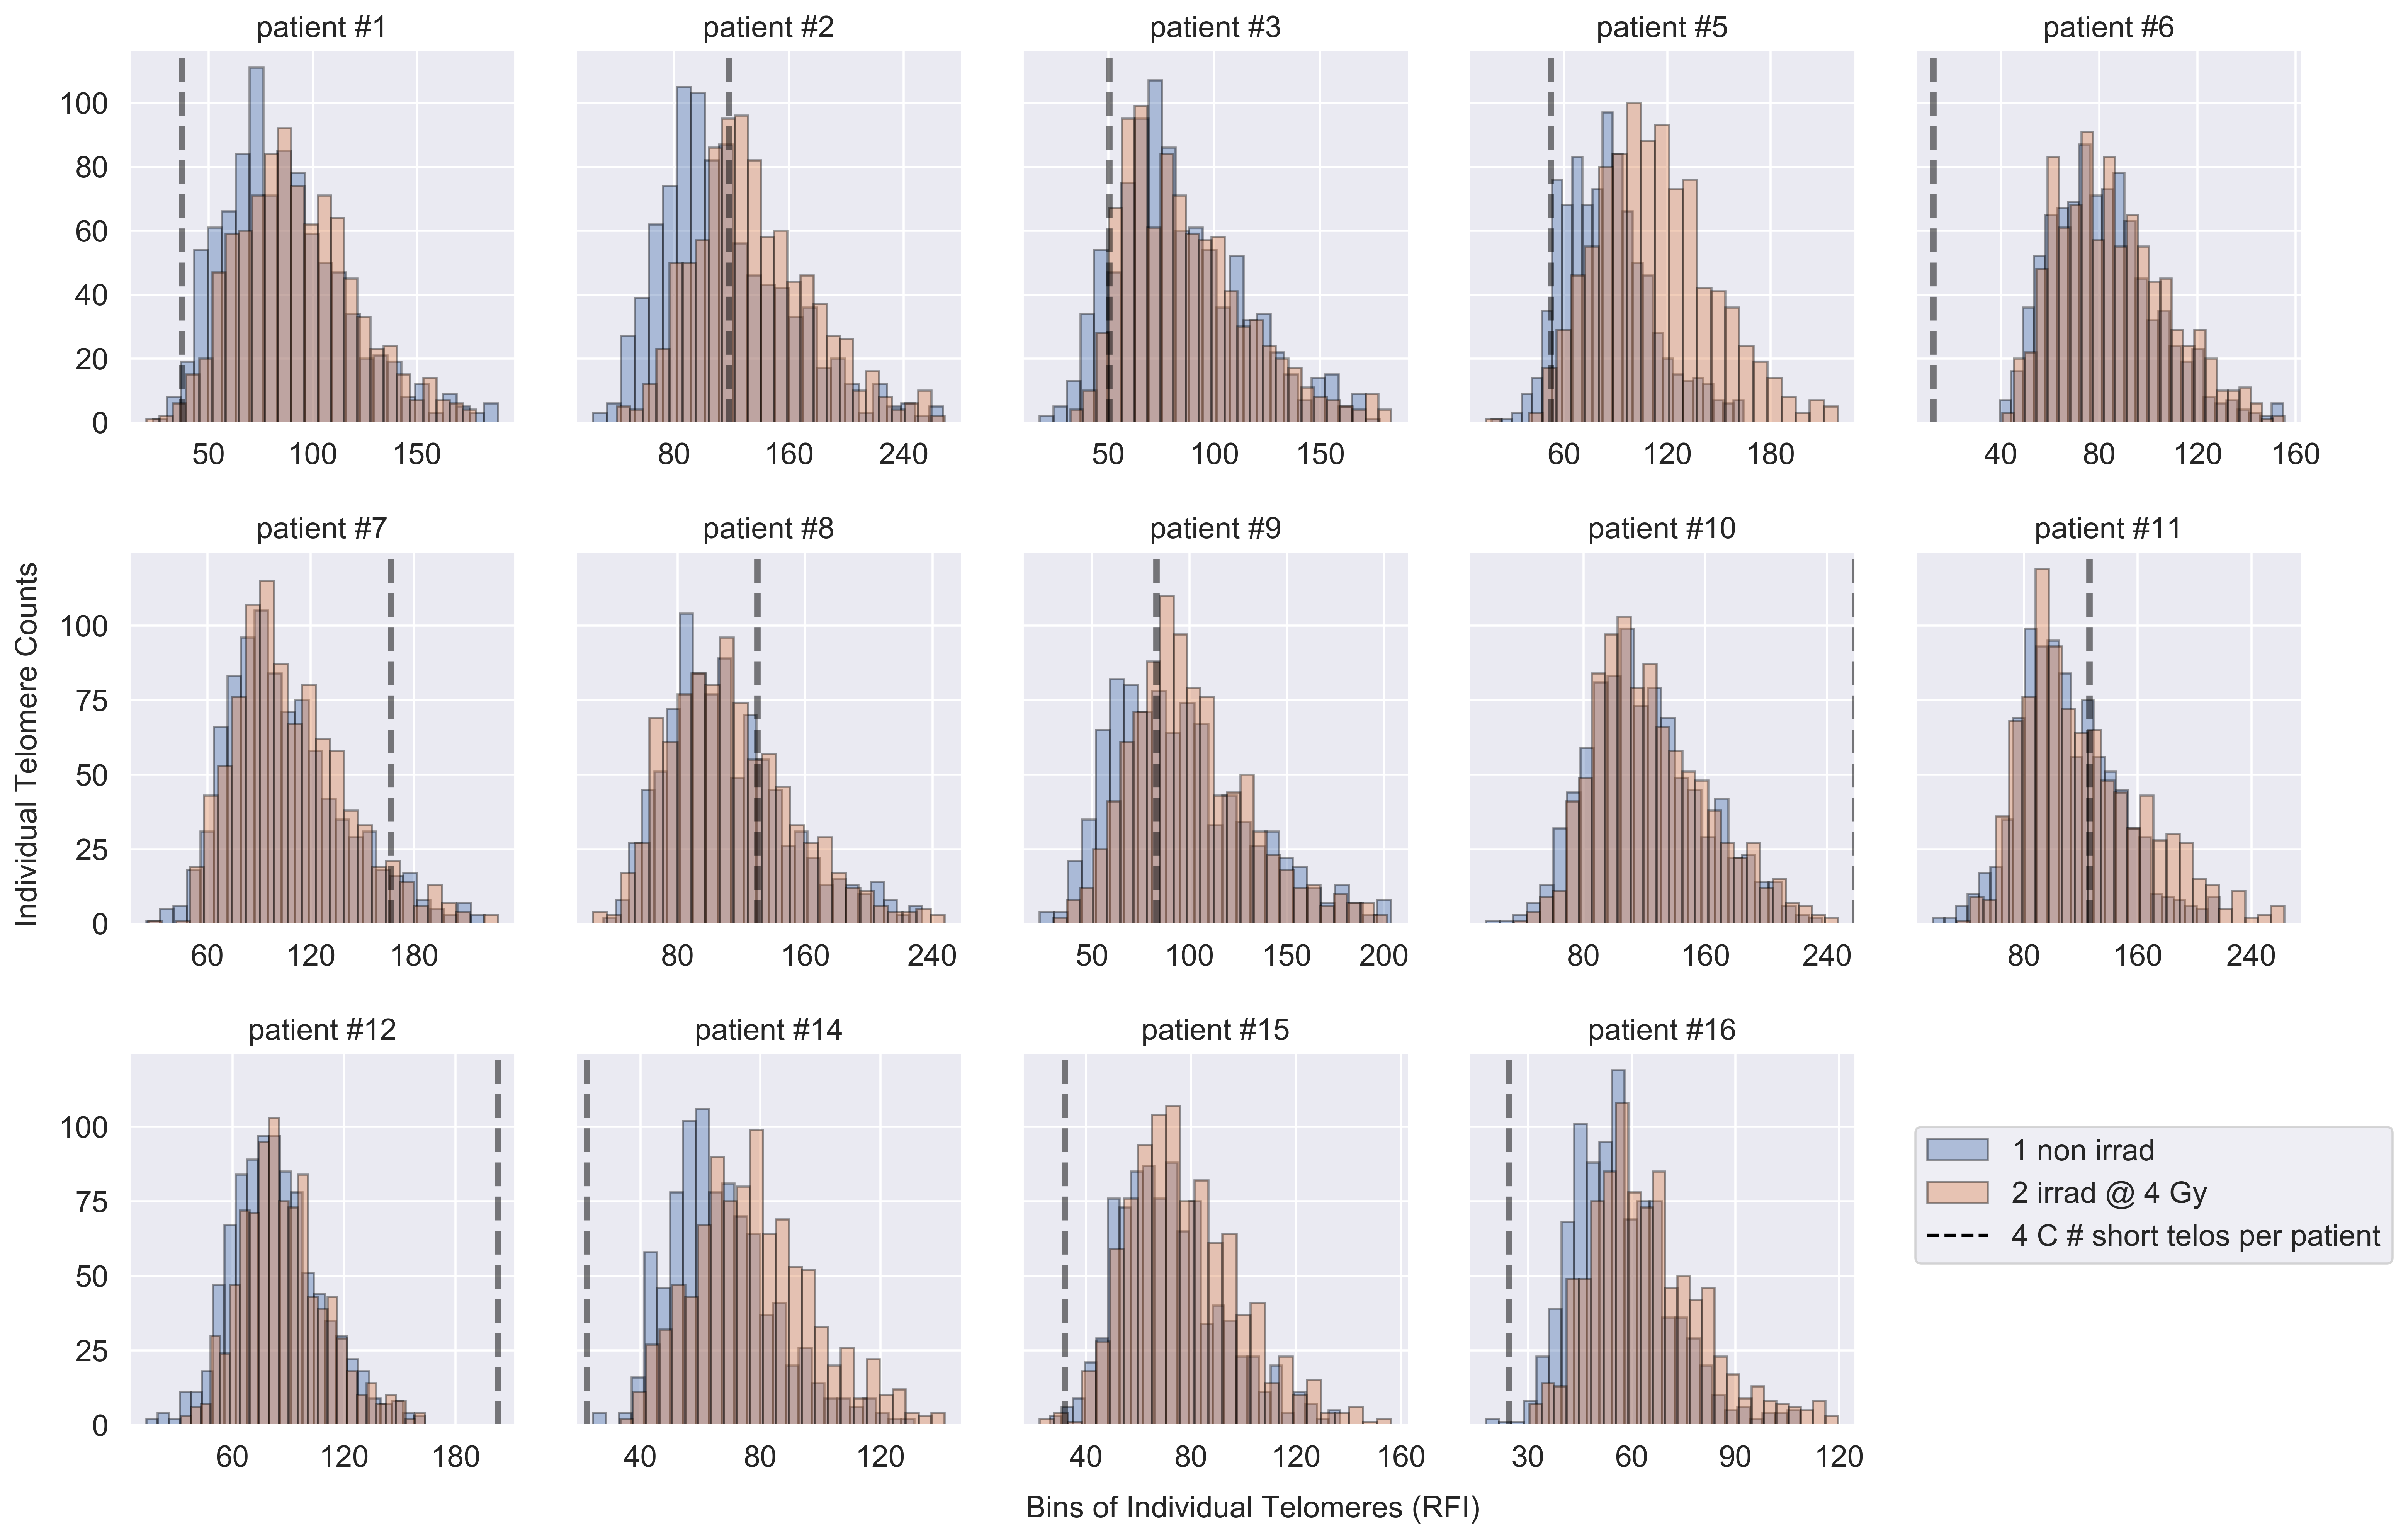 patient #1 patient #2 patient #3 patient #5 patient #6
100
80
60
40
20
0
50 100 150 80 160 240 50 100 150 60 120 180 40 80 120 160
patient #7 patient #8 patient #9 patient #10 patient #11
Individual Telomere Counts
100
75
50
25
0
60 120 180 80 160 240 50 100 150 200 80 160 240 80 160 240
patient #12 patient #14 patient #15 patient #16
100
75
50
25
0
1 non irrad
2 irrad @ 4 Gy
4 C # short telos per patient
60 120 180 40 80 120 40 80 120 160 30 60 90 120
Bins of Individual Telomeres (RFI)